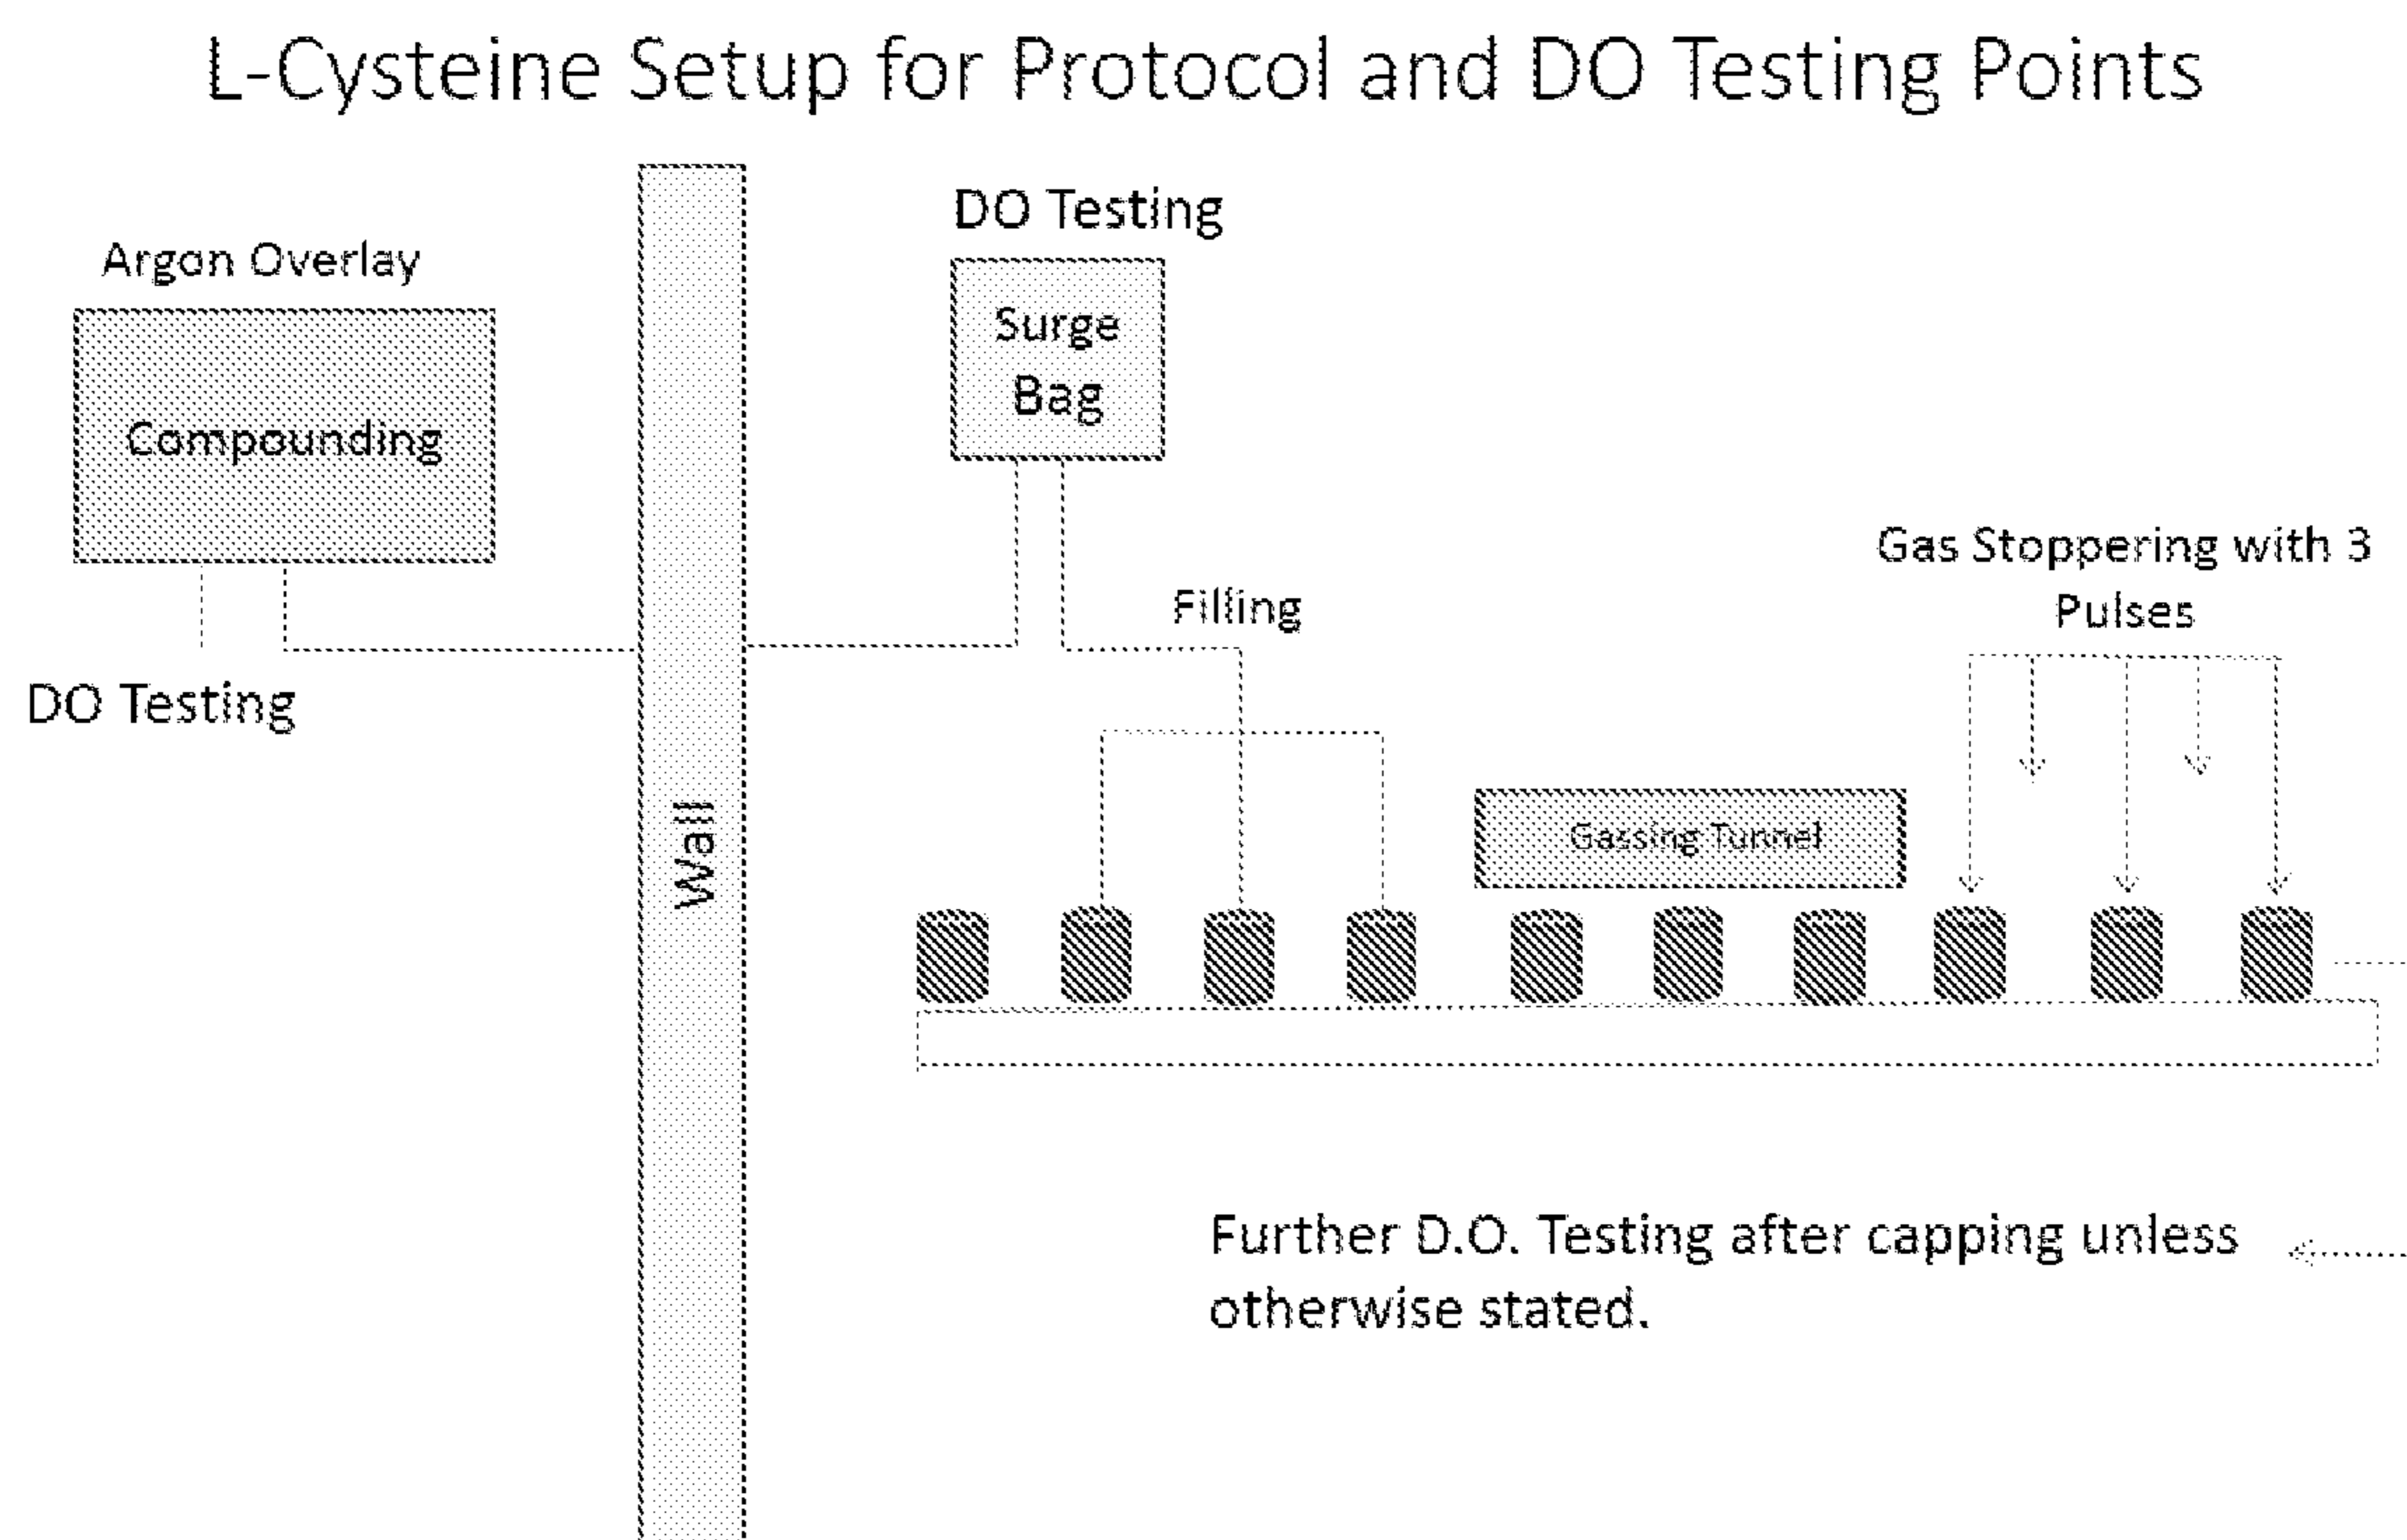 L-Cysteine Setup for Protocol and DO Testing Points
DO Testing
Argon Overlay
Surge
Bag
Compounding
Gas Stoppering with 3
Pulses
Filling
DO Testing
Wall
Gassing Tunnel
Further D.O. Testing after capping unless
otherwise stated.